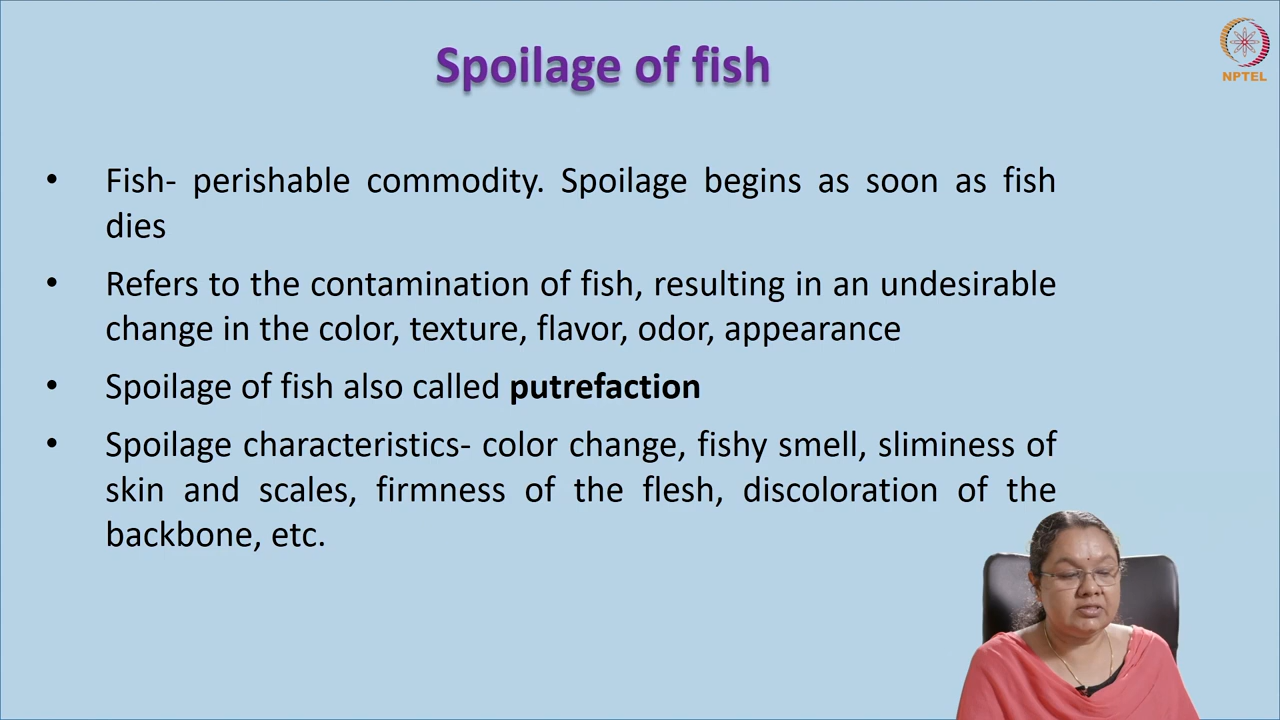 Spoilage of fish
NPTEL
• Fish- perishable commodity. Spoilage begins as soon as fish
dies
• Refers to the contamination of fish, resulting in an undesirable
change in the color, texture, flavor, odor, appearance
• Spoilage of fish also called putrefaction
• Spoilage characteristics- color change, fishy smell, sliminess of
skin and scales, firmness of the flesh, discoloration of the
backbone, etc.